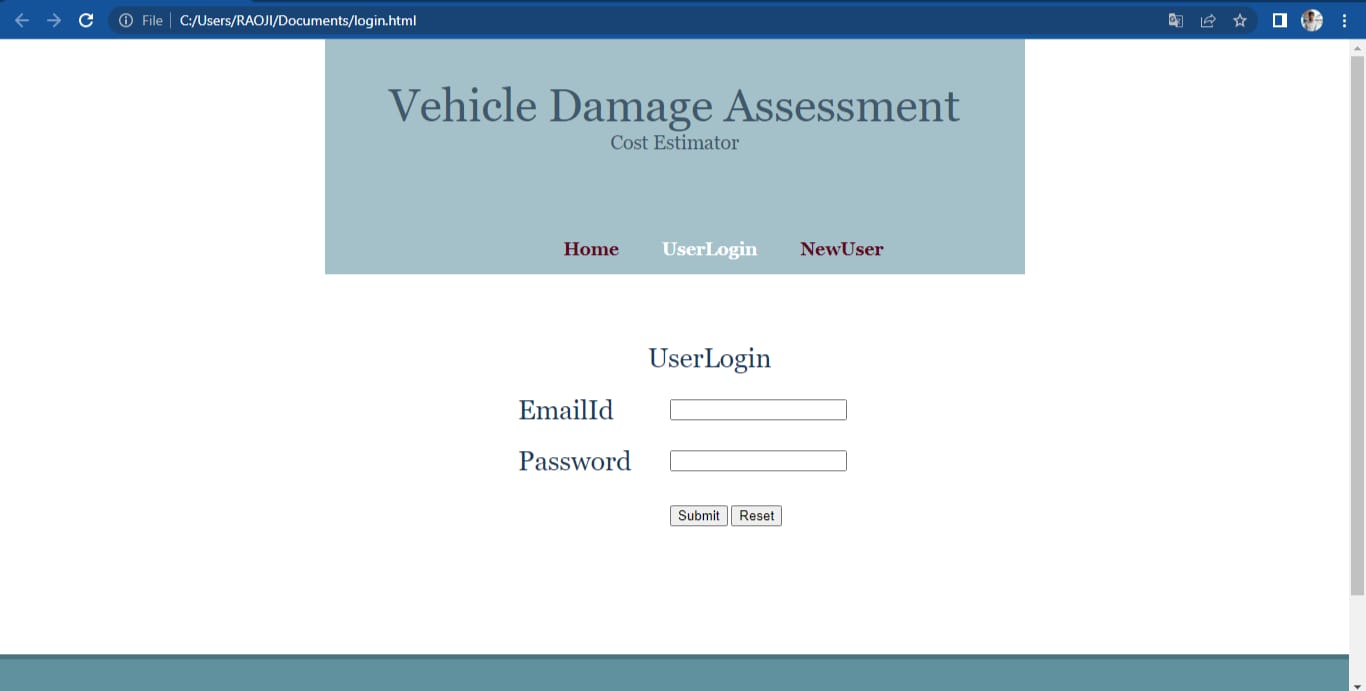 File C:/Users/RAOJI/Documents/login.html
Vehicle Damage Assessment
Cost Estimator
Home UserLogin NewUser
UserLogin
EmailId
Password
Submit Reset